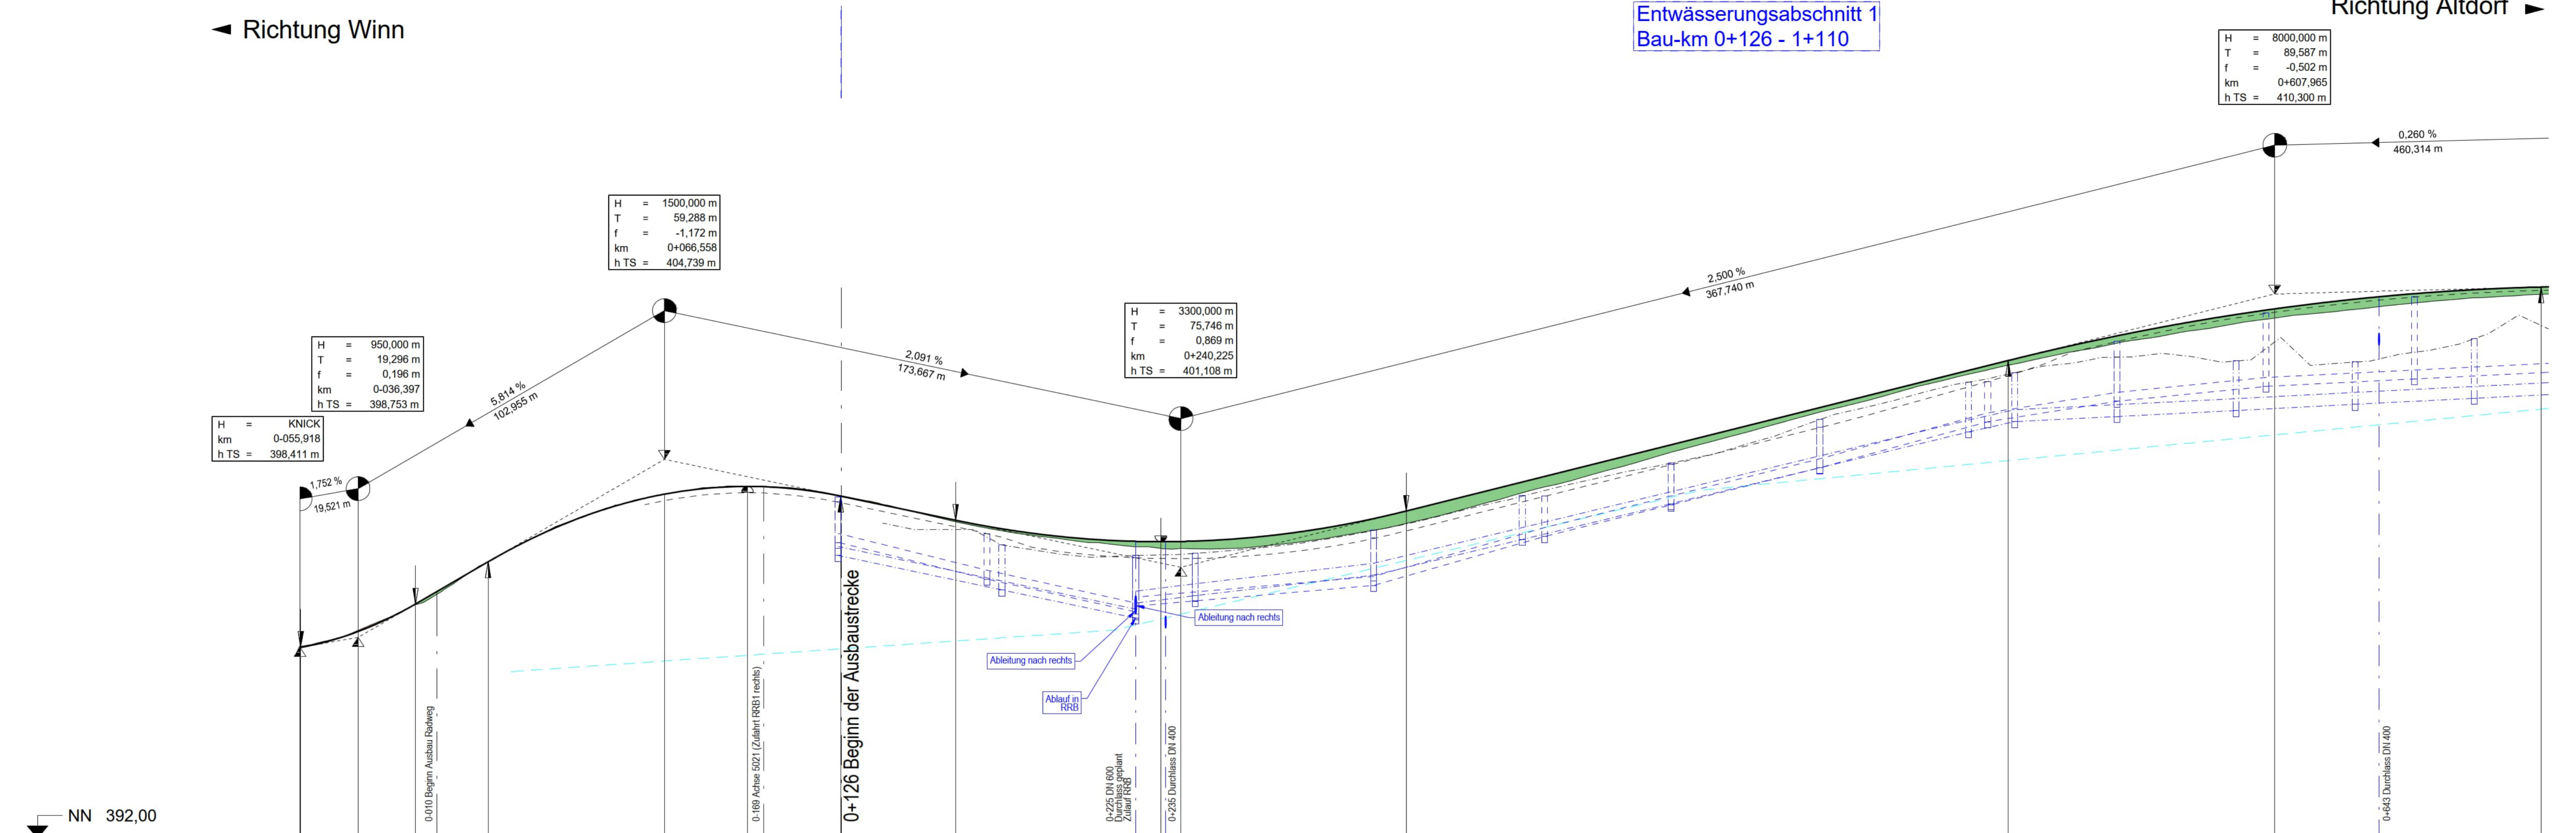 Richtung Winn
Entwässerungsabschnitt 1
Bau-km 0+126 - 1+110
Richtung Altdorf
H = 8000,000 m
T = 89,587 m
f = -0,502 m
km 0+607,965
h TS = 410,300 m
0,260 %
460,314 m
H = 1500,000 m
T = 59,288 m
f = -1,172 m
km 0+066,558
h TS = 404,739 m
2,500 %
367,740 m
H = 3300,000 m
T = 75,746 m
f = 0,869 m
km 0+240,225
h TS = 401,108 m
2,091 %
173,667 m
H = 950,000 m
T = 19,296 m
f = 0,196 m
km 0-036,397
h TS = 398,753 m
5,814 %
102,955 m
H = KNICK
km 0-055,918
h TS = 398,411 m
1,752 %
19,521 m
Ableitung nach rechts
Ableitung nach rechts
Ablauf in
RRB
0-010 Beginn Ausbau Radweg
0-169 Achse 5021 (Zufahrt RRB1 rechts)
0+126 Beginn der Ausbaustrecke
0+225 DN 600
Durchlass geplant
Zulauf RRB
0+235 Durchlass DN 400
0+643 Durchlass DN 400
NN 392,00